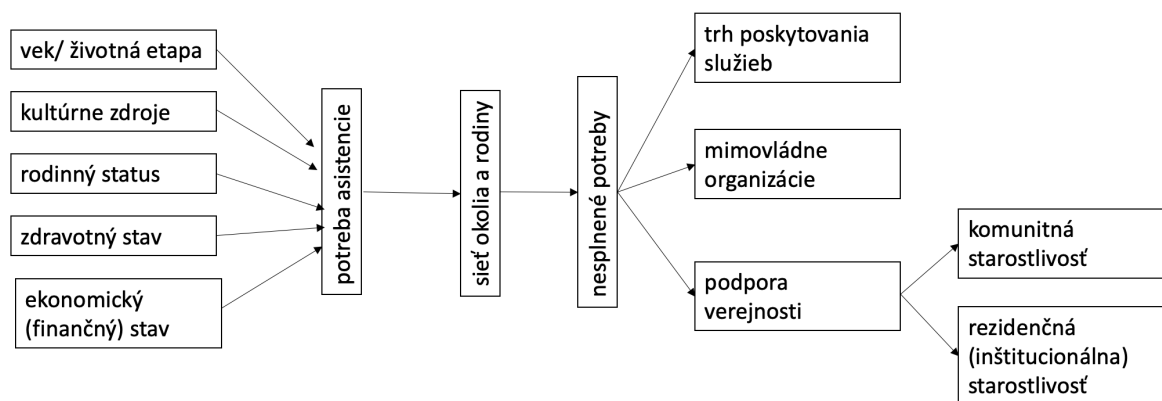 vek/ životná etapa
kultúrne zdroje
rodinný status
zdravotný stav
ekonomický
(finančný) stav
potreba asistencie
sieť okolia a rodiny
nesplnené potreby
trh poskytovania
služieb
mimovládne
organizácie
podpora
verejnosti
komunitná
starostlivosť
rezidenčná
(inštitucionálna)
starostlivosť